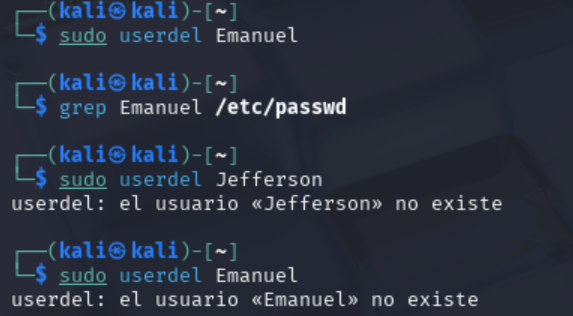 ┌──(kali㉿kali)-[~]
└─$ sudo userdel Emanuel
┌──(kali㉿kali)-[~]
└─$ grep Emanuel /etc/passwd
┌──(kali㉿kali)-[~]
└─$ sudo userdel Jefferson
userdel: el usuario «Jefferson» no existe
┌──(kali㉿kali)-[~]
└─$ sudo userdel Emanuel
userdel: el usuario «Emanuel» no existe